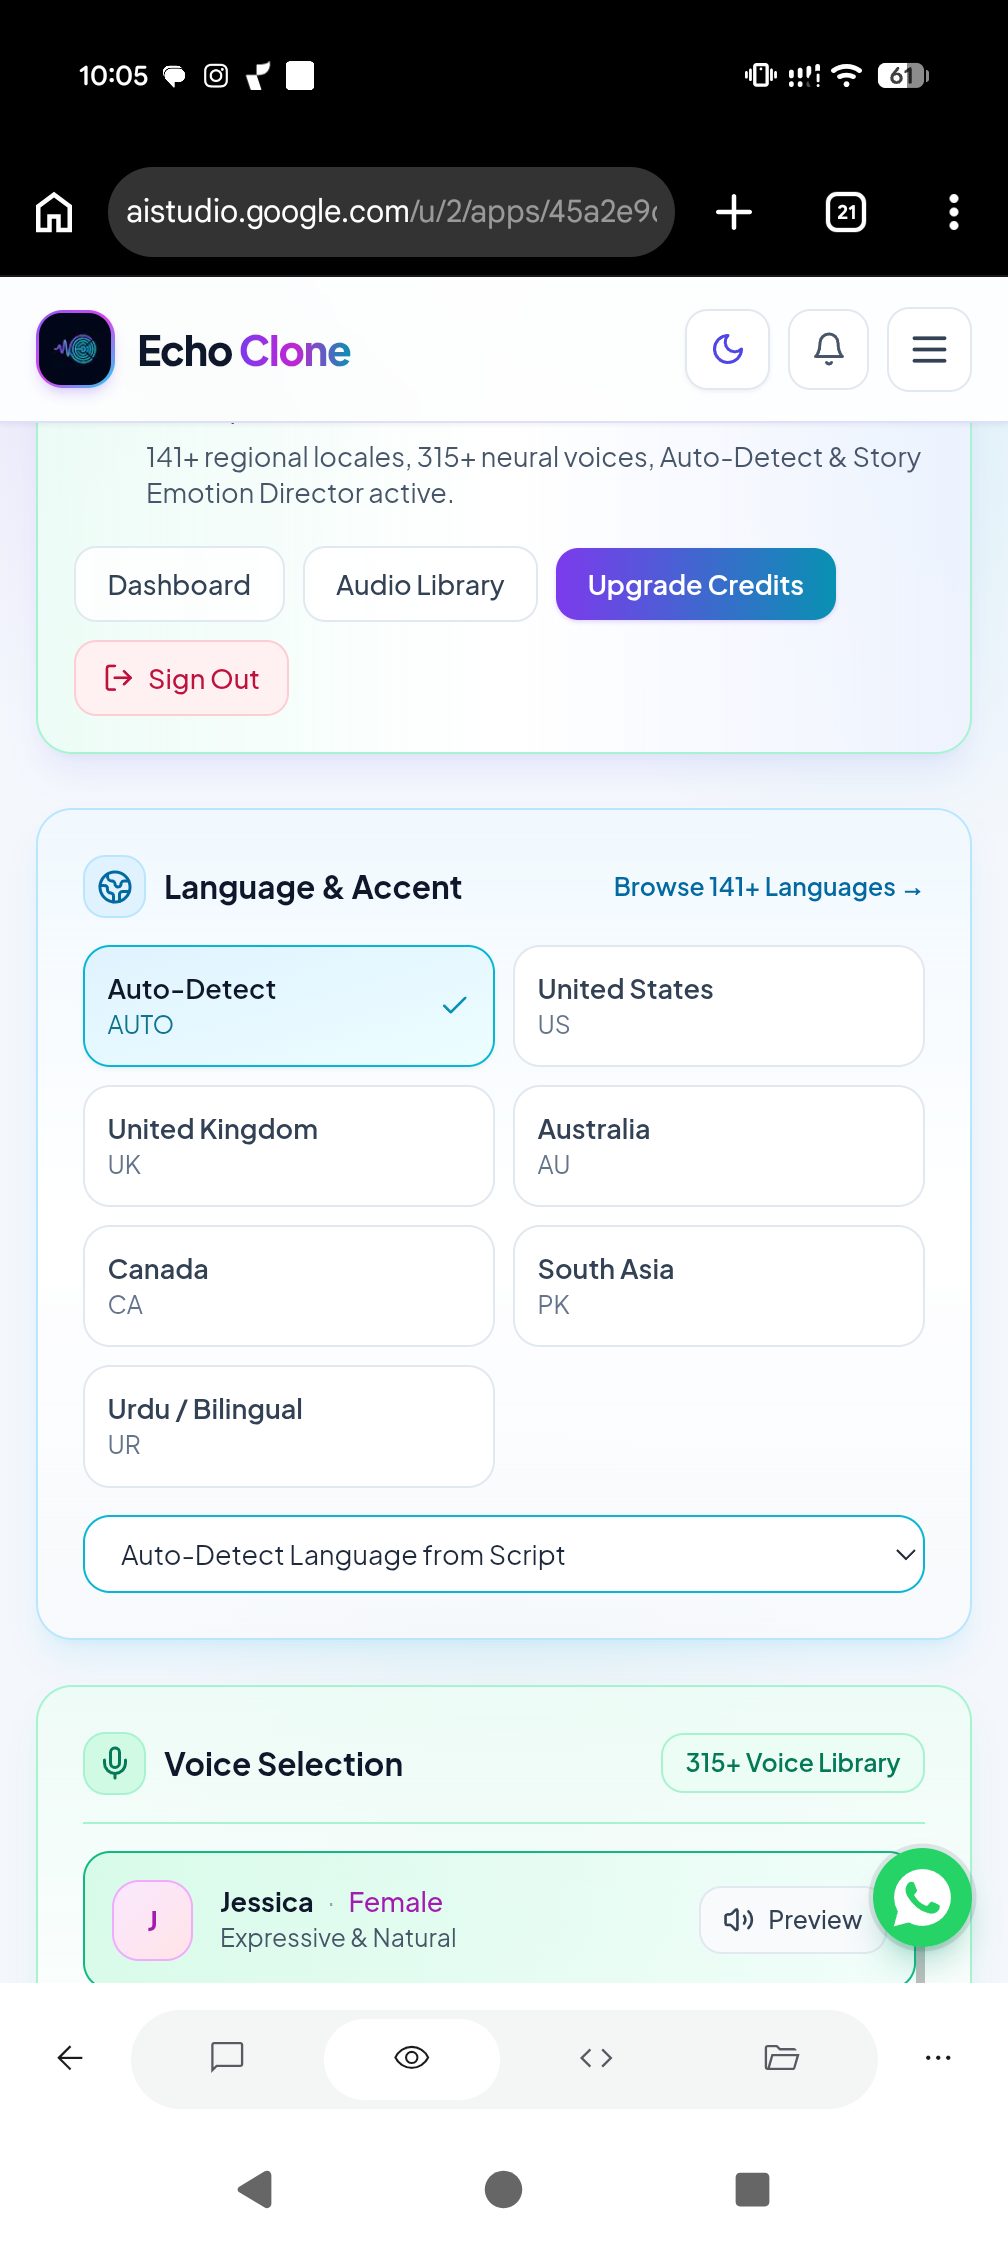 10:05
61
aistudio.google.com/u/2/apps/45a2e9
21
Echo Clone
141+ regional locales, 315+ neural voices, Auto-Detect & Story
Emotion Director active.
Dashboard
Audio Library
Upgrade Credits
Sign Out
Language & Accent
Browse 141+ Languages →
Auto-Detect
AUTO
United States
US
United Kingdom
UK
Australia
AU
Canada
CA
South Asia
PK
Urdu / Bilingual
UR
Auto-Detect Language from Script
Voice Selection
315+ Voice Library
J
Jessica · Female
Expressive & Natural
Preview